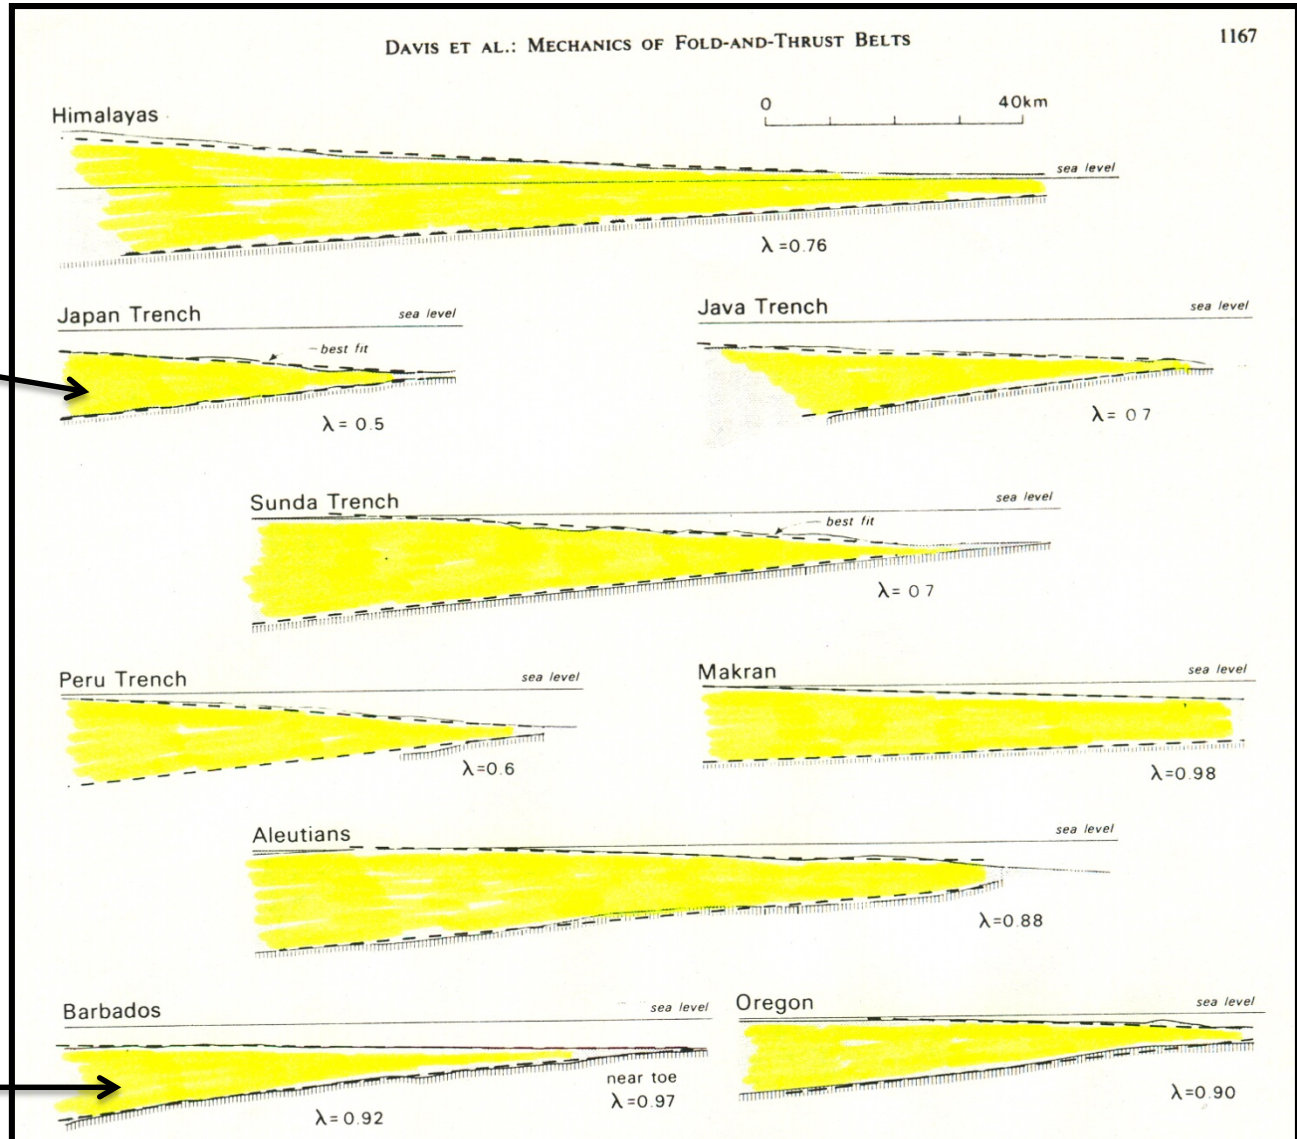 DAVIS ET AL.: MECHANICS OF FOLD-AND-THRUST BELTS 1167
Himalayas
0 40km
sea level
λ=0.76
Japan Trench
sea level
best fit
λ= 0.5
Java Trench
sea level
λ= 0 7
Sunda Trench
sea level
best fit
λ= 0 7
Peru Trench
sea level
λ=0.6
Makran
sea level
λ=0.98
Aleutians
sea level
λ=0.88
Barbados
sea level
near toe
λ=0.97
λ=0.92
Oregon
sea level
λ=0.90